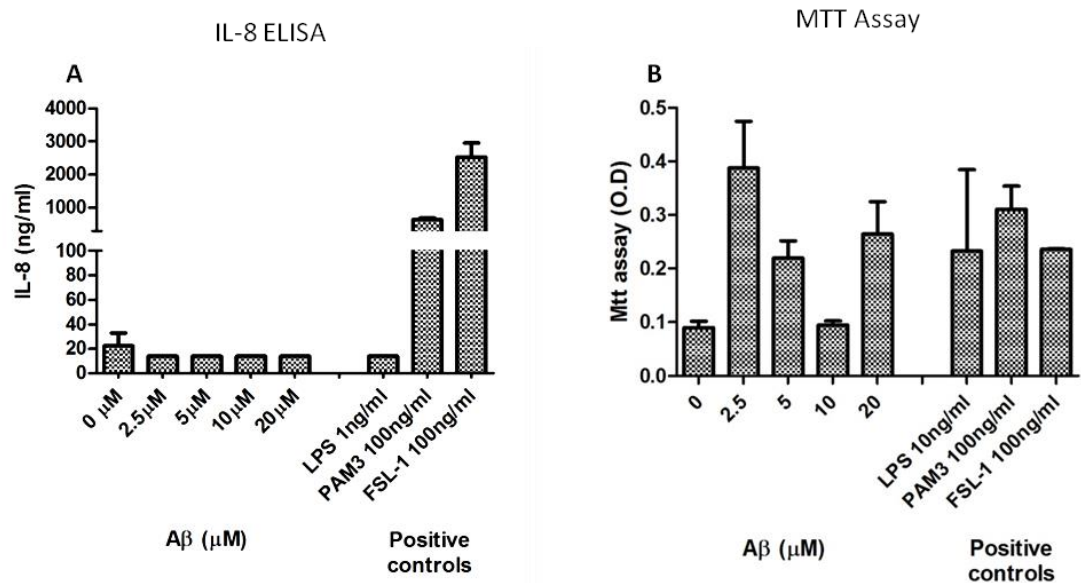 IL-8 ELISA
A
IL-8 (ng/ml)
4000
3000
2000
1000
100
80
60
40
20
0
0 μM
2.5μM
5μM
10μM
20μM
LPS 1ng/ml
PAM3 100ng/ml
FSL-1 100ng/ml
Aβ (μM)
Positive
controls
MTT Assay
B
Mtt assay (O.D)
0.5
0.4
0.3
0.2
0.1
0.0
0
2.5
5
10
20
LPS 10ng/ml
PAM3 100ng/ml
FSL-1 100ng/ml
Aβ (μM)
Positive
controls